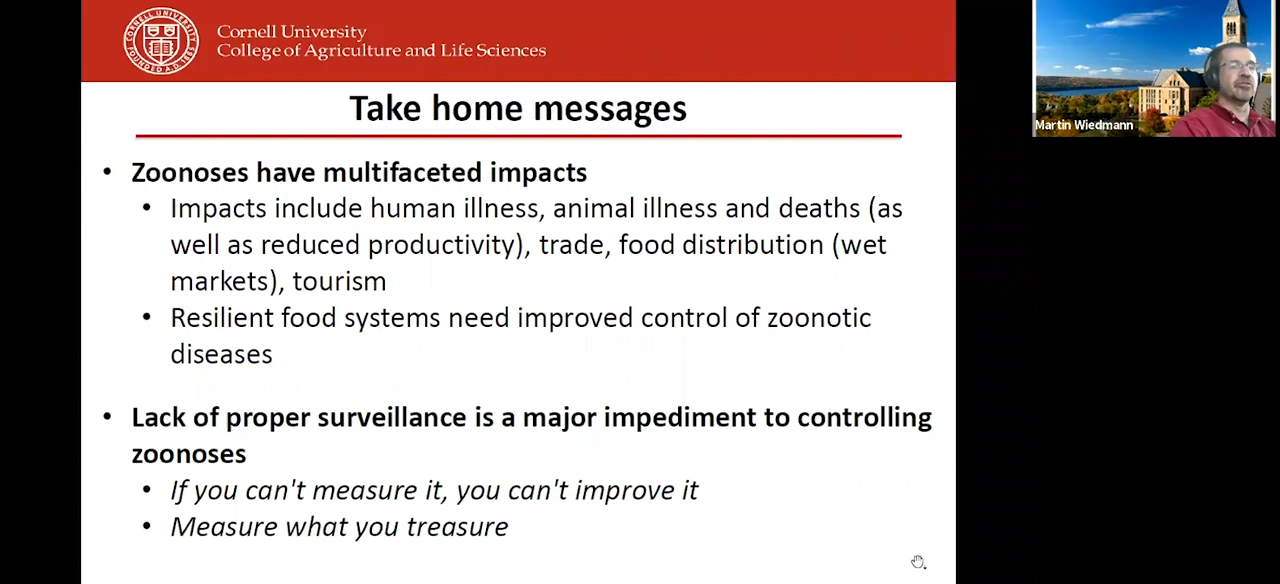 Cornell University
College of Agriculture and Life Sciences
Take home messages
• Zoonoses have multifaceted impacts
• Impacts include human illness, animal illness and deaths (as
well as reduced productivity), trade, food distribution (wet
markets), tourism
• Resilient food systems need improved control of zoonotic
diseases
• Lack of proper surveillance is a major impediment to controlling
zoonoses
• If you can't measure it, you can't improve it
• Measure what you treasure
Martin Wiedmann